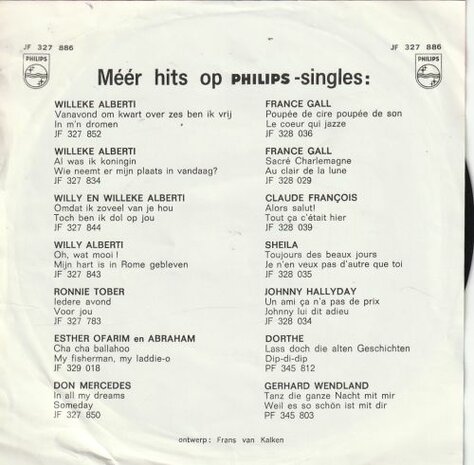 JF 327 886
JF 327 886
PHILIPS
PHILIPS
Méér hits op PHILIPS-singles:
WILLEKE ALBERTI
Vanavond om kwart over zes ben ik vrij
In m'n dromen
JF 327 852
WILLEKE ALBERTI
Al was ik koningin
Wie neemt er mijn plaats in vandaag?
JF 327 834
WILLY EN WILLEKE ALBERTI
Omdat ik zoveel van je hou
Toch ben ik dol op jou
JF 327 844
WILLY ALBERTI
Oh, wat mooi!
Mijn hart is in Rome gebleven
JF 327 843
RONNIE TOBER
Iedere avond
Voor jou
JF 327 783
ESTHER OFARIM en ABRAHAM
Cha cha ballahoo
My fisherman, my laddie-o
JF 329 018
DON MERCEDES
In all my dreams
Someday
JF 327 850
FRANCE GALL
Poupée de cire poupée de son
Le coeur qui jazze
JF 328 036
FRANCE GALL
Sacré Charlemagne
Au clair de la lune
JF 328 029
CLAUDE FRANÇOIS
Alors salut!
Tout ça c'était hier
JF 328 039
SHEILA
Toujours des beaux jours
Je n'en veux pas d'autre que toi
JF 328 035
JOHNNY HALLYDAY
Un ami ça n'a pas de prix
Johnny lui dit adieu
JF 328 034
DORTHE
Lass doch die alten Geschichten
Dip-di-dip
PF 345 812
GERHARD WENDLAND
Tanz die ganze Nacht mit mir
Weil es so schön ist mit dir
PF 345 803
ontwerp: Frans van Kalken